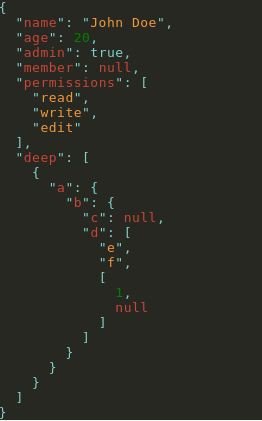 {
  "name": "John Doe",
  "age": 20,
  "admin": true,
  "member": null,
  "permissions": [
    "read",
    "write",
    "edit"
  ],
  "deep": [
    {
      "a": {
        "b": {
          "c": null,
          "d": [
            "e",
            "f",
            [
              1,
              null
            ]
          ]
        }
      }
    }
  ]
}